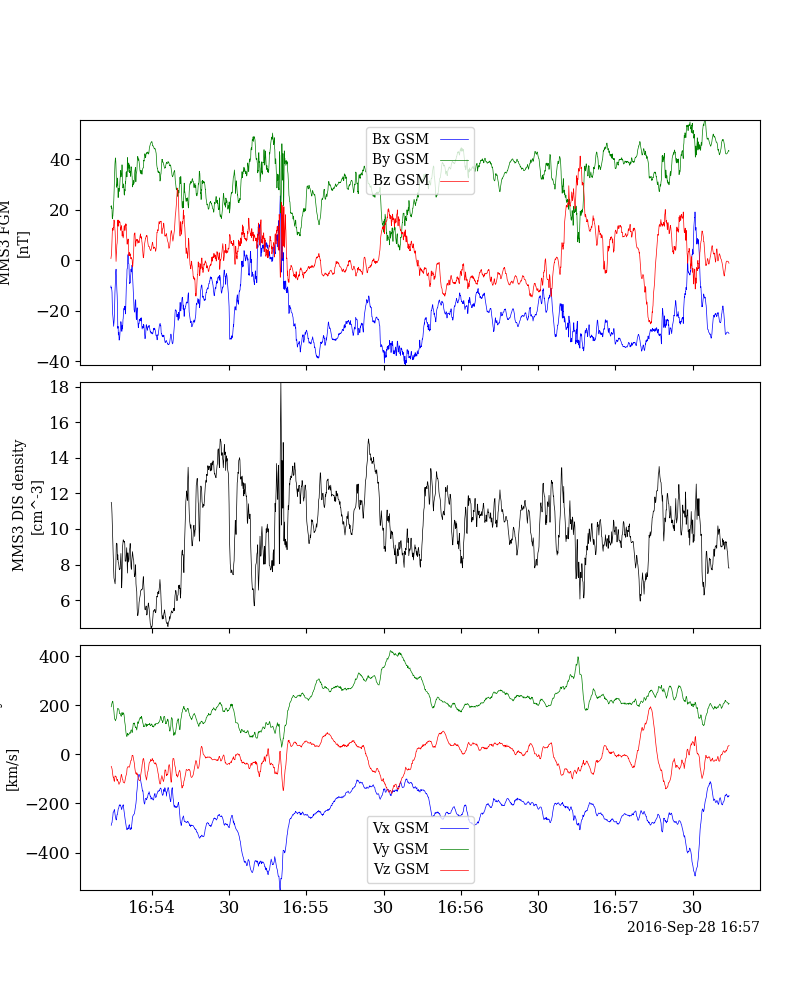 Bx GSM
By GSM
Bz GSM
40
20
0
−20
−40
MMS3 FGM
[nT]
18
16
14
12
10
8
6
MMS3 DIS density
[cm^-3]
400
200
0
−200
−400
[km/s]
Vx GSM
Vy GSM
Vz GSM
16:54 30 16:55 30 16:56 30 16:57 30
2016-Sep-28 16:57